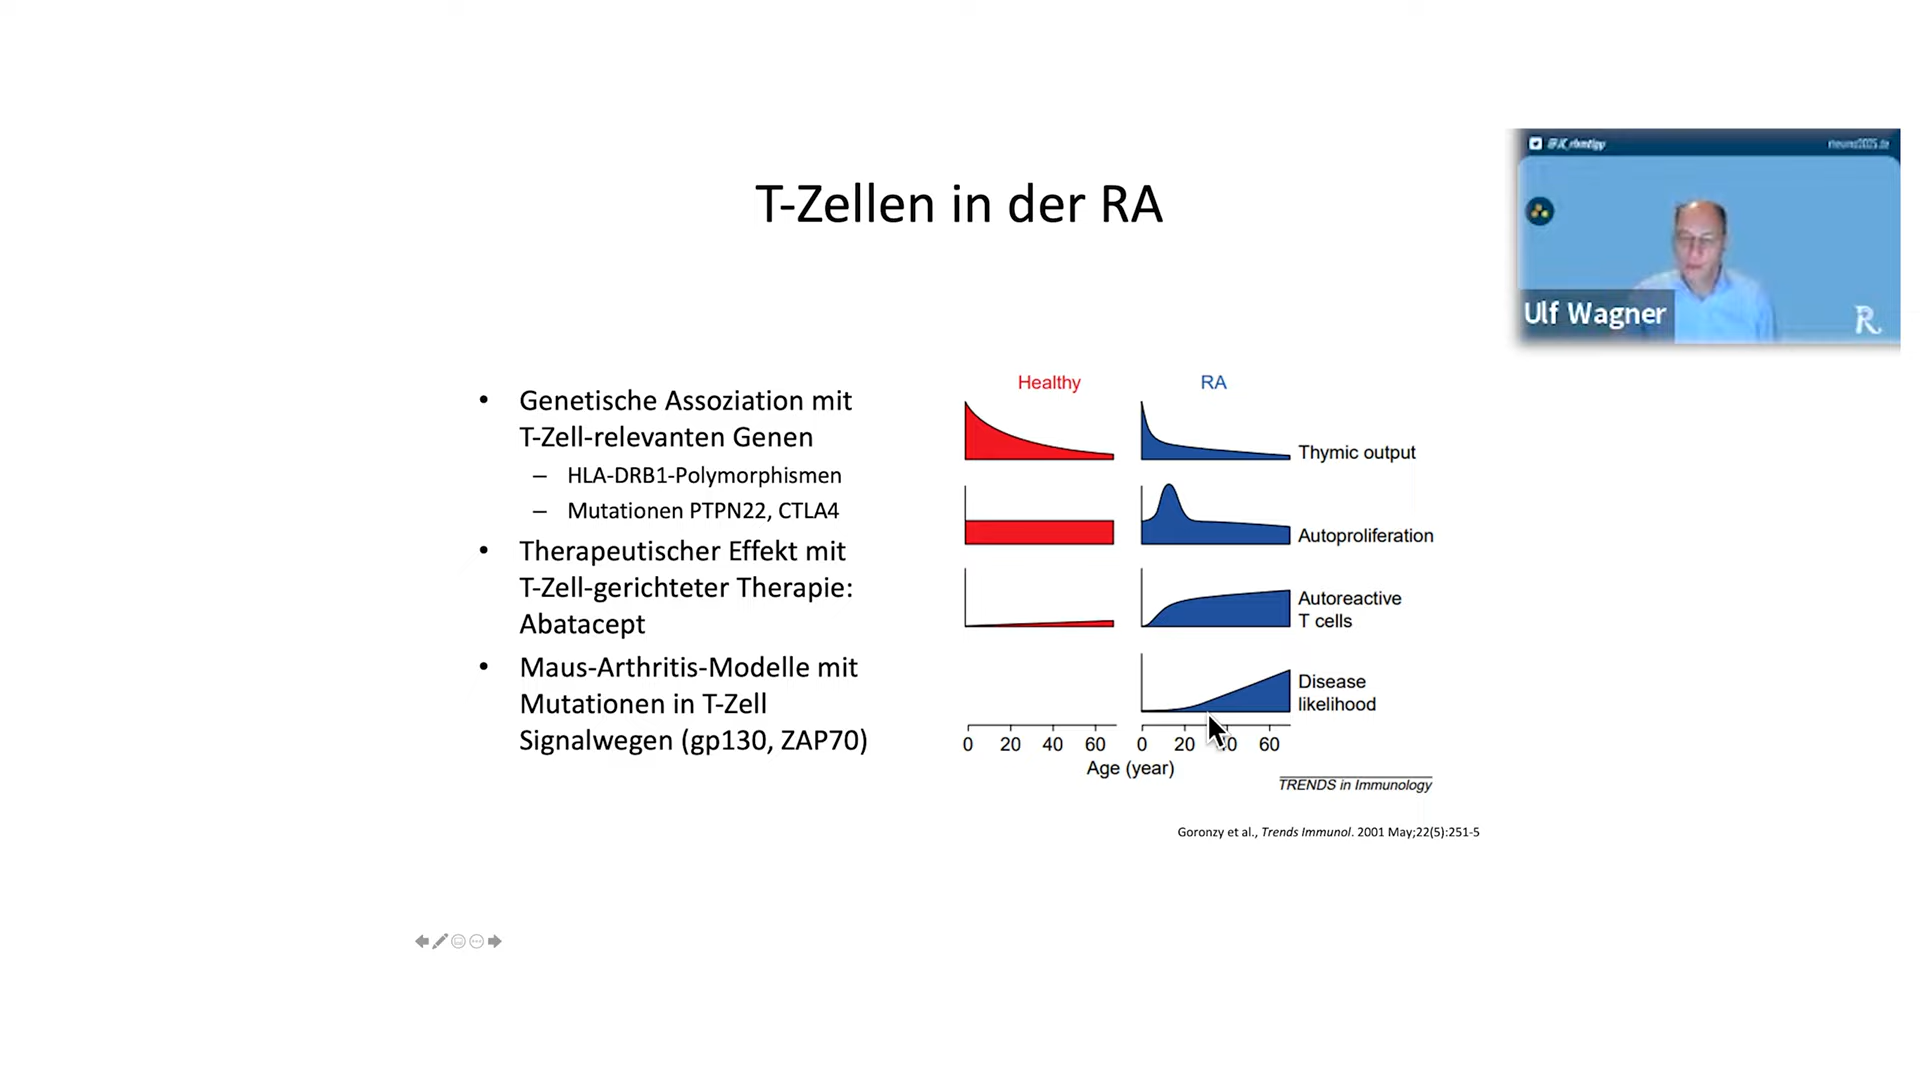 T-Zellen in der RA
Ulf Wagner
Genetische Assoziation mit
T-Zell-relevanten Genen
– HLA-DRB1-Polymorphismen
– Mutationen PTPN22, CTLA4
Therapeutischer Effekt mit
T-Zell-gerichteter Therapie:
Abatacept
Maus-Arthritis-Modelle mit
Mutationen in T-Zell
Signalwegen (gp130, ZAP70)
Healthy
RA
Thymic output
Autoproliferation
Autoreactive
T cells
Disease
likelihood
0 20 40 60
0 20 40 60
Age (year)
TRENDS in Immunology
Goronzy et al., Trends Immunol. 2001 May;22(5):251-5